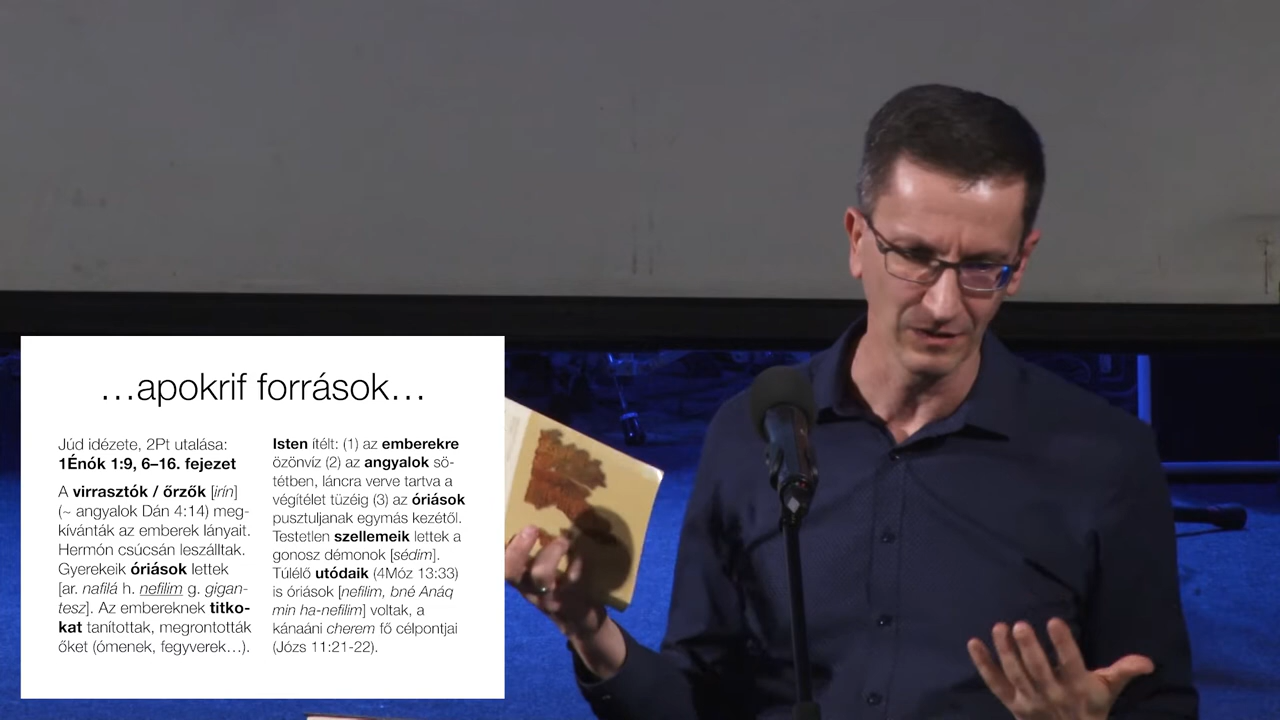 ...apokrif források...
Júd idézete, 2Pt utalása:
1Énók 1:9, 6–16. fejezet
A virrasztók / őrzők [irín]
(~ angyalok Dán 4:14) meg-
kívánták az emberek lányait.
Hermón csúcsán leszálltak.
Gyerekeik óriások lettek
[ar. nafilá h. nefilim g. gigan-
tesz]. Az embereknek titko-
kat tanítottak, megrontották
őket (ómenek, fegyverek...).
Isten ítélt: (1) az emberekre
özönvíz (2) az angyalok sö-
tétben, láncra verve tartva a
végítélet tüzéig (3) az óriások
pusztuljanak egymás kezétől.
Testetlen szellemeik lettek a
gonosz démonok [sédím].
Túlélő utódaik (4Móz 13:33)
is óriások [nefilim, bné Anáq
min ha-nefilim] voltak, a
kánaáni cherem fő célpontjai
(Józs 11:21-22).